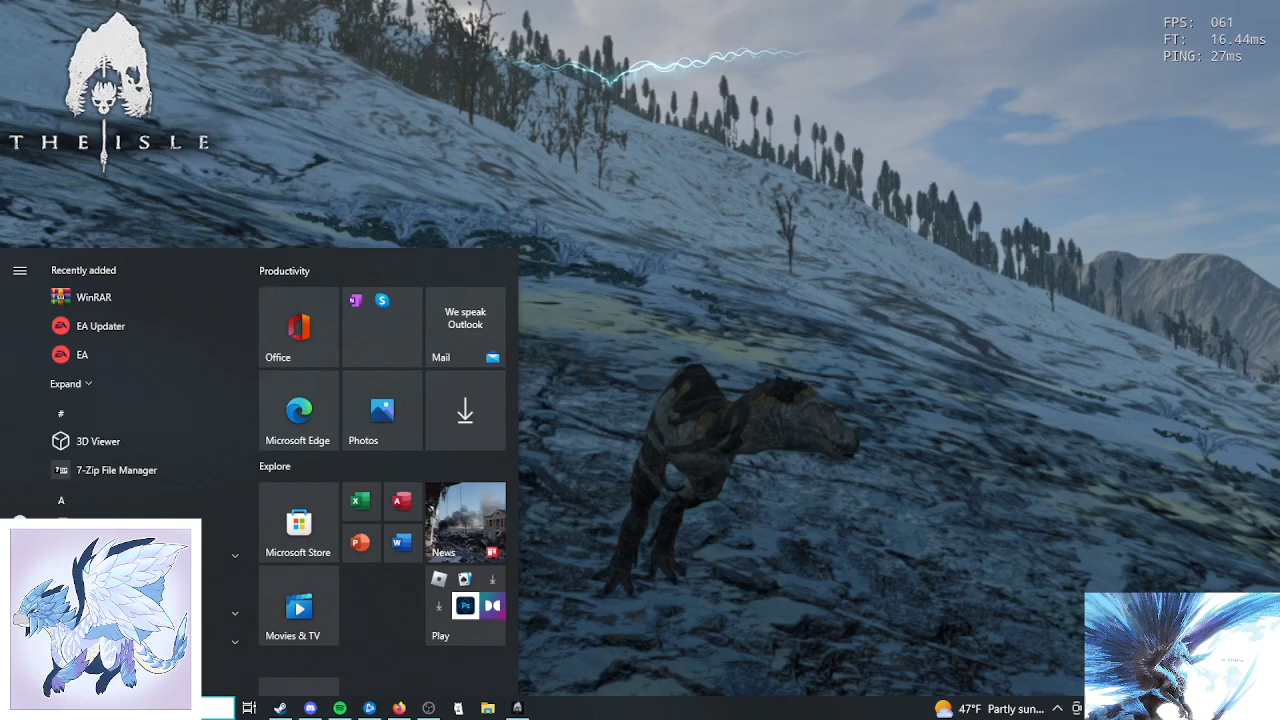 FPS: 061
FT: 16.44ms
PING: 27ms
THE ISLE
Recently added
WinRAR
EA Updater
EA
Expand
#
3D Viewer
7-Zip File Manager
A
Productivity
Office
We speak
Outlook
Mail
Microsoft Edge
Photos
Explore
Microsoft Store
News
Movies & TV
Play
47°F Partly sun...